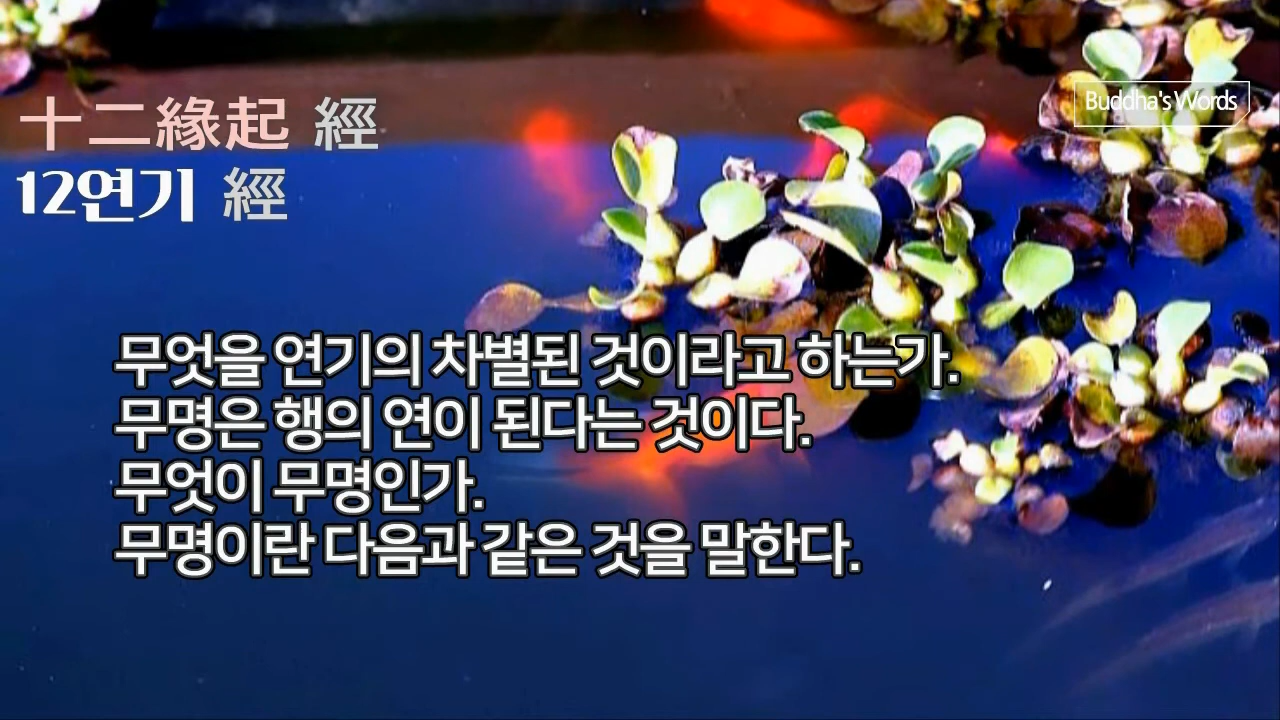 十二緣起 經
Buddha's Words
12연기 經
무엇을 연기의 차별된 것이라고 하는가.
무명은 행의 연이 된다는 것이다.
무엇이 무명인가.
무명이란 다음과 같은 것을 말한다.